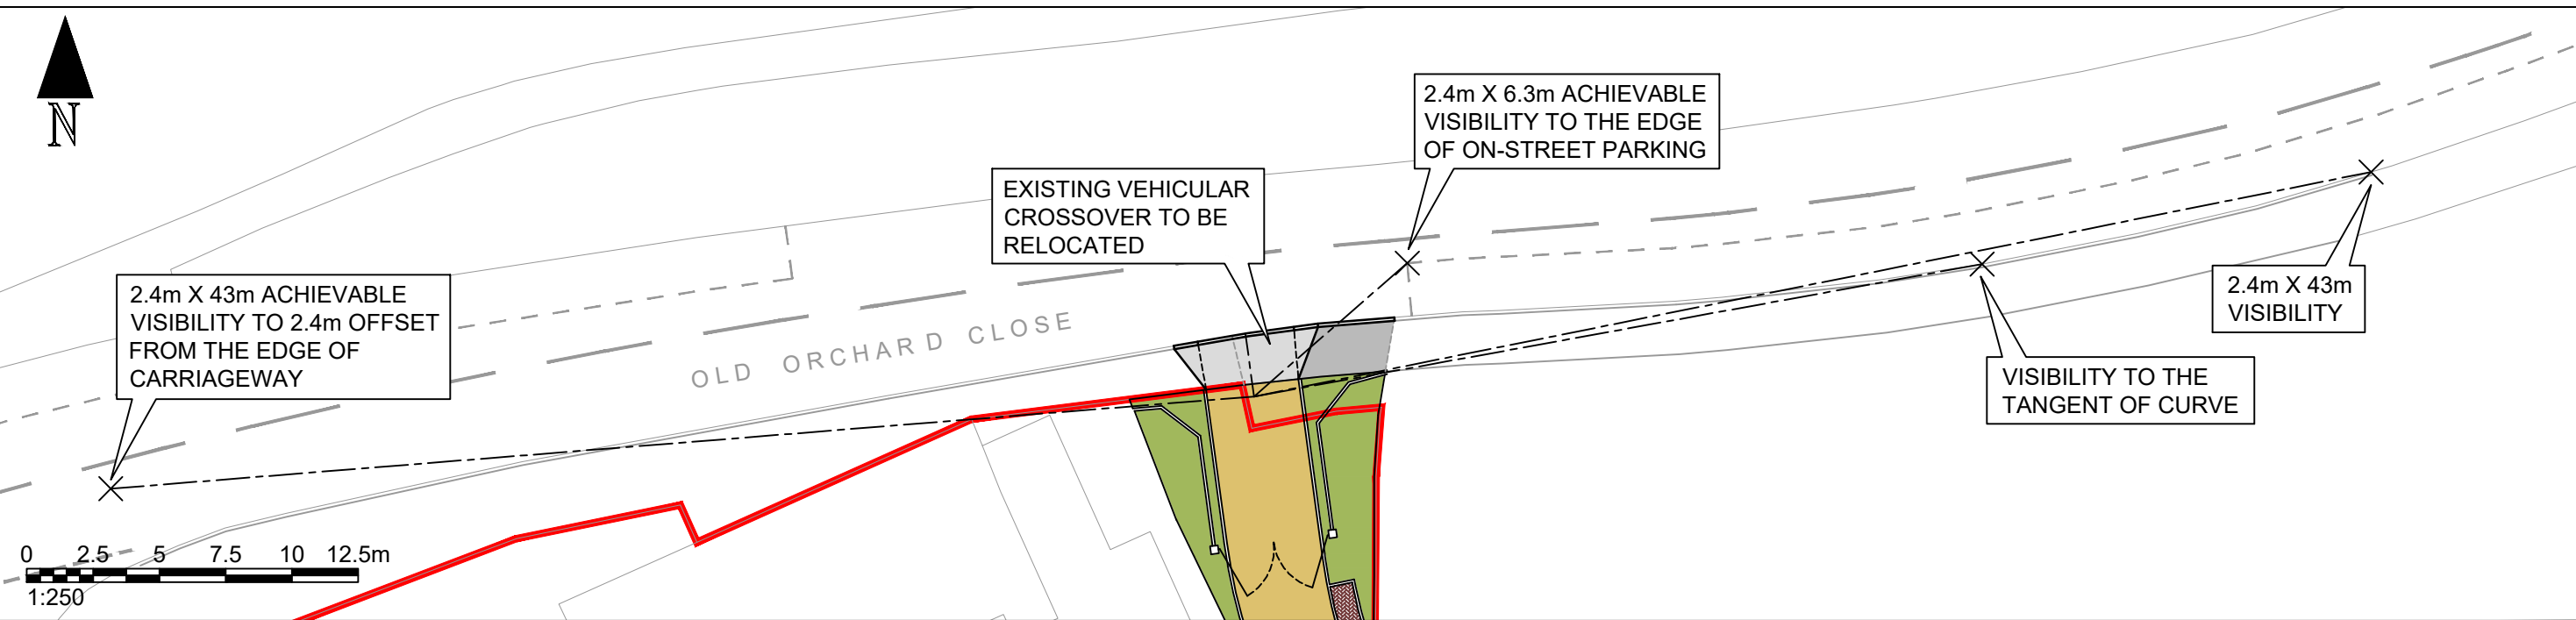 N
2.4m X 6.3m ACHIEVABLE
VISIBILITY TO THE EDGE
OF ON-STREET PARKING
EXISTING VEHICULAR
CROSSOVER TO BE
RELOCATED
2.4m X 43m ACHIEVABLE
VISIBILITY TO 2.4m OFFSET
FROM THE EDGE OF
CARRIAGEWAY
OLD ORCHARD CLOSE
2.4m X 43m
VISIBILITY
VISIBILITY TO THE
TANGENT OF CURVE
0 2.5 5 7.5 10 12.5m
1:250